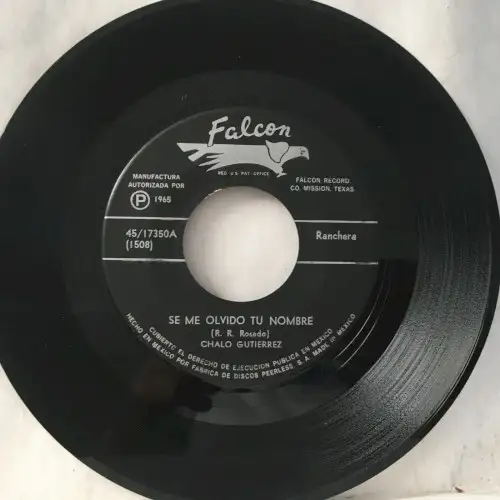 Falcon
REG U.S. PAT. OFFICE
MANUFACTURA
AUTORIZADA POR
P 1965
FALCON RECORD
CO. MISSION, TEXAS
45/17350A
(1508)
Ranchera
SE ME OLVIDO TU NOMBRE
(R. R. Rosado)
CHALO GUTIERREZ
CUBIERTO EL DERECHO DE EJECUCION PUBLICA EN MEXICO
HECHO EN MEXICO POR FABRICA DE DISCOS PEERLESS, S.A. MADE IN MEXICO